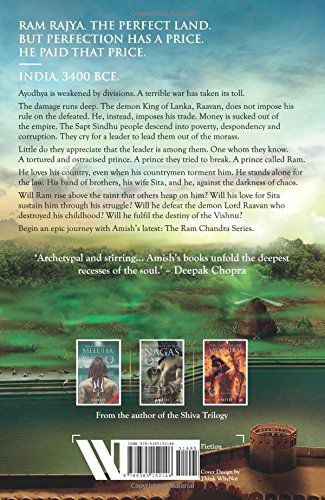 RAM RAJYA. THE PERFECT LAND.
BUT PERFECTION HAS A PRICE.
HE PAID THAT PRICE.
INDIA, 3400 BCE.
Ayodhya is weakened by divisions. A terrible war has taken its toll.
The damage runs deep. The demon King of Lanka, Raavan, does not impose his
rule on the defeated. He, instead, imposes his trade. Money is sucked out
of the empire. The Sapt Sindhu people descend into poverty, despondency
and corruption. They cry for a leader to lead them out of the morass.
Little do they appreciate that the leader is among them. One whom they know.
A tortured and ostracised prince. A prince they tried to break. A prince called Ram.
He loves his country, even when his countrymen torment him. He stands alone
for the law. His band of brothers, his wife Sita, and he, against the darkness of chaos.
Will Ram rise above the taint that others heap on him? Will his love for Sita
sustain him through his struggle? Will he defeat the demon Lord Raavan who
destroyed his childhood? Will he fulfil the destiny of the Vishnu?
Begin an epic journey with Amish's latest: The Ram Chandra Series.
'Archetypal and stirring... Amish's books unfold the deepest
recesses of the soul.' – Deepak Chopra
MELUHA
NAGAS
AMISH
AMISH
AMISH
From the author of the Shiva Trilogy
W
Fiction
Cover Design by
Think WhyNot